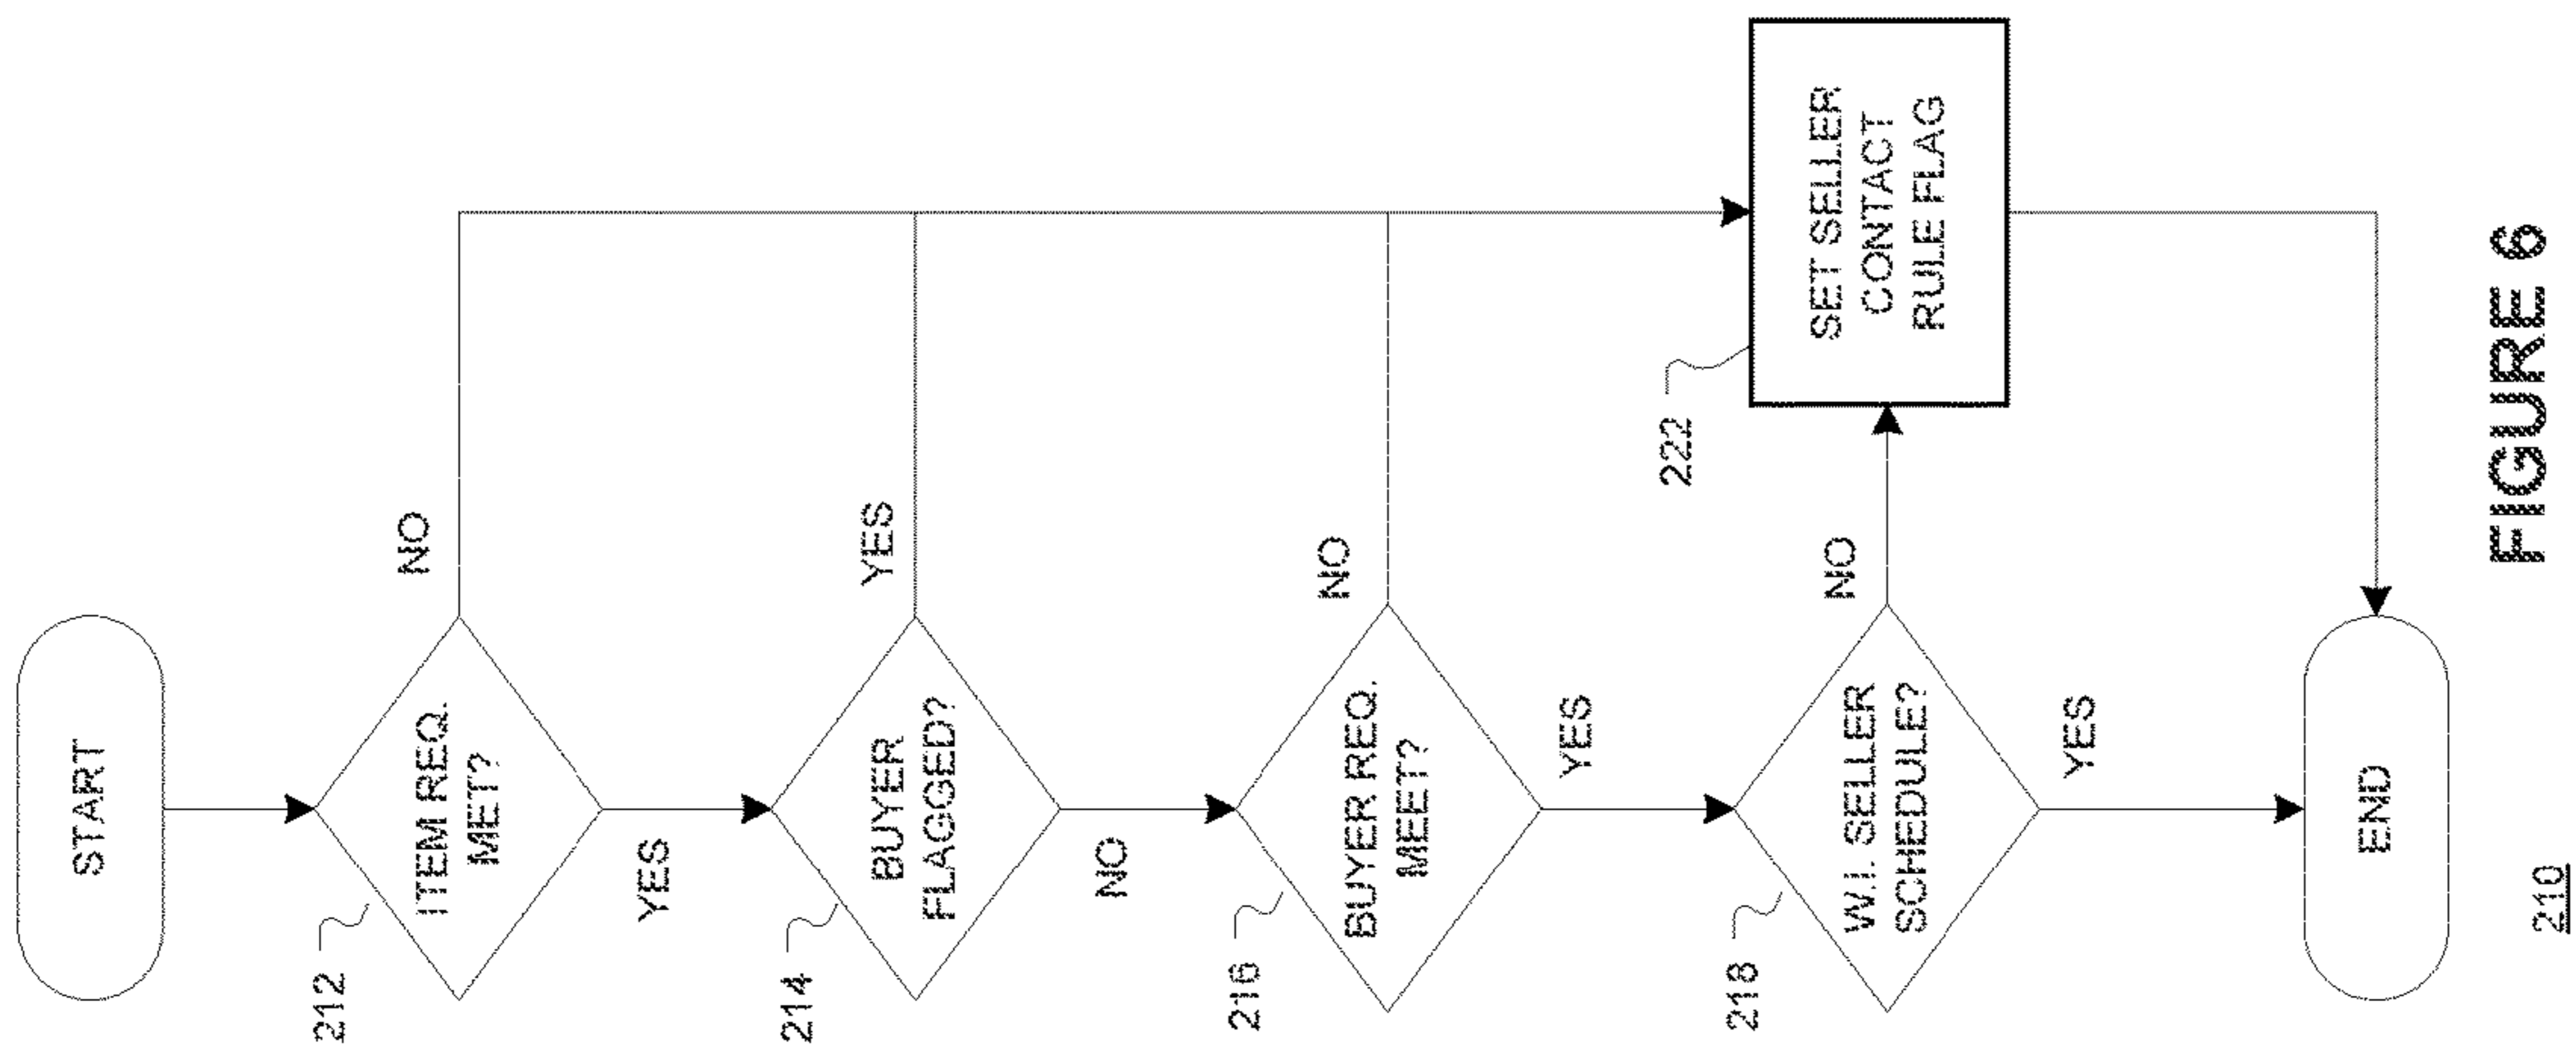 START
212
ITEM REQ.
MET?
NO
YES
214
BUYER
FLAGGED?
YES
NO
216
BUYER REQ.
MEET?
NO
YES
218
W.I. SELLER
SCHEDULE?
NO
YES
222
SET SELLER
CONTACT
RULE FLAG
END
210
FIGURE 6